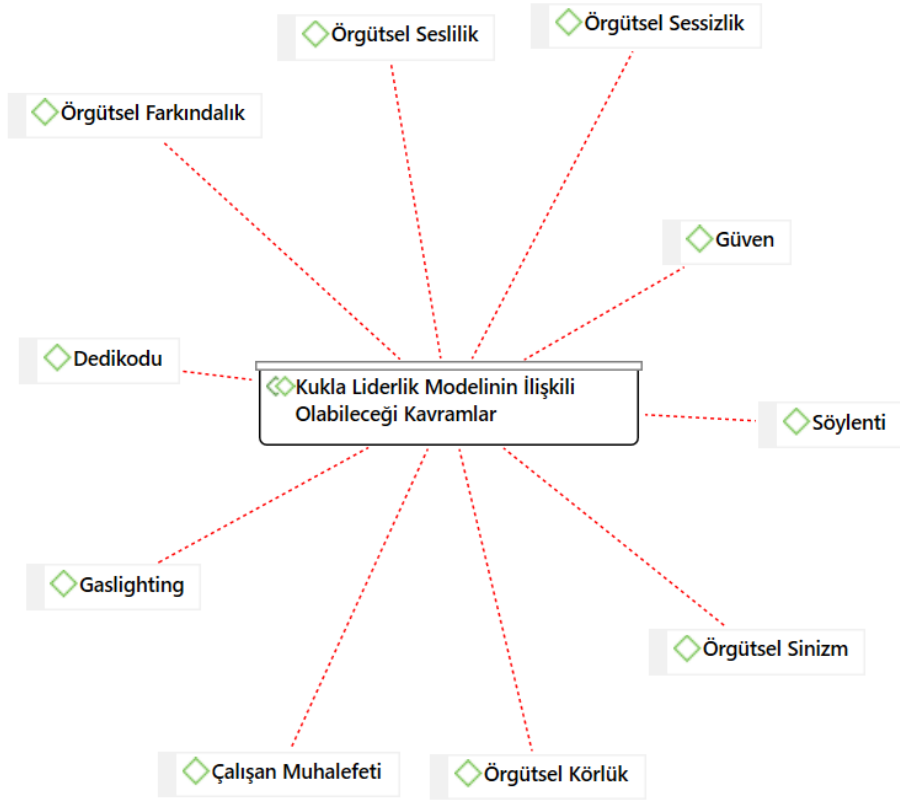 Örgütsel Seslilik
Örgütsel Sessizlik
Örgütsel Farkındalık
Güven
Dedikodu
Kukla Liderlik Modelinin İlişkili
Olabileceği Kavramlar
Söylenti
Gaslighting
Örgütsel Sinizm
Çalışan Muhalefeti
Örgütsel Körlük